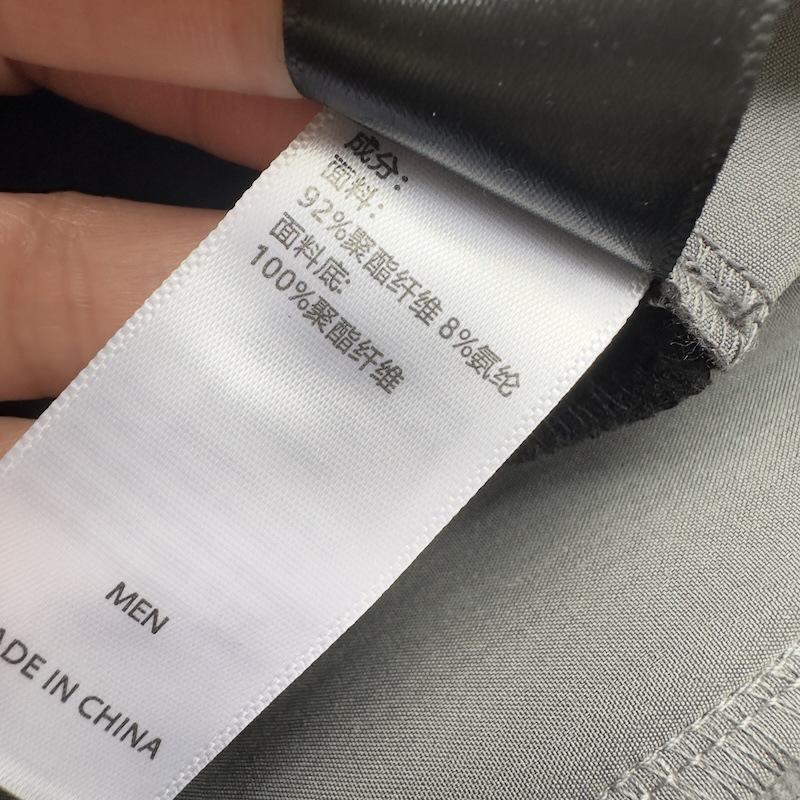 成分：
面料：
92%聚酯纤维 8%氨纶
面料底：
100%聚酯纤维
MEN
ADE IN CHINA